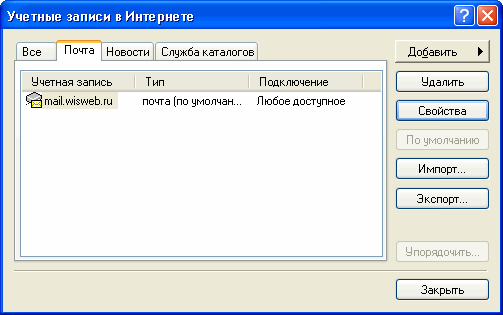 Учетные записи в Интернете
Все Почта Новости Служба каталогов
Учетная запись Тип Подключение
mail.wisweb.ru почта (по умолчан... Любое доступное
Добавить
Удалить
Свойства
По умолчанию
Импорт...
Экспорт...
Упорядочить...
Закрыть